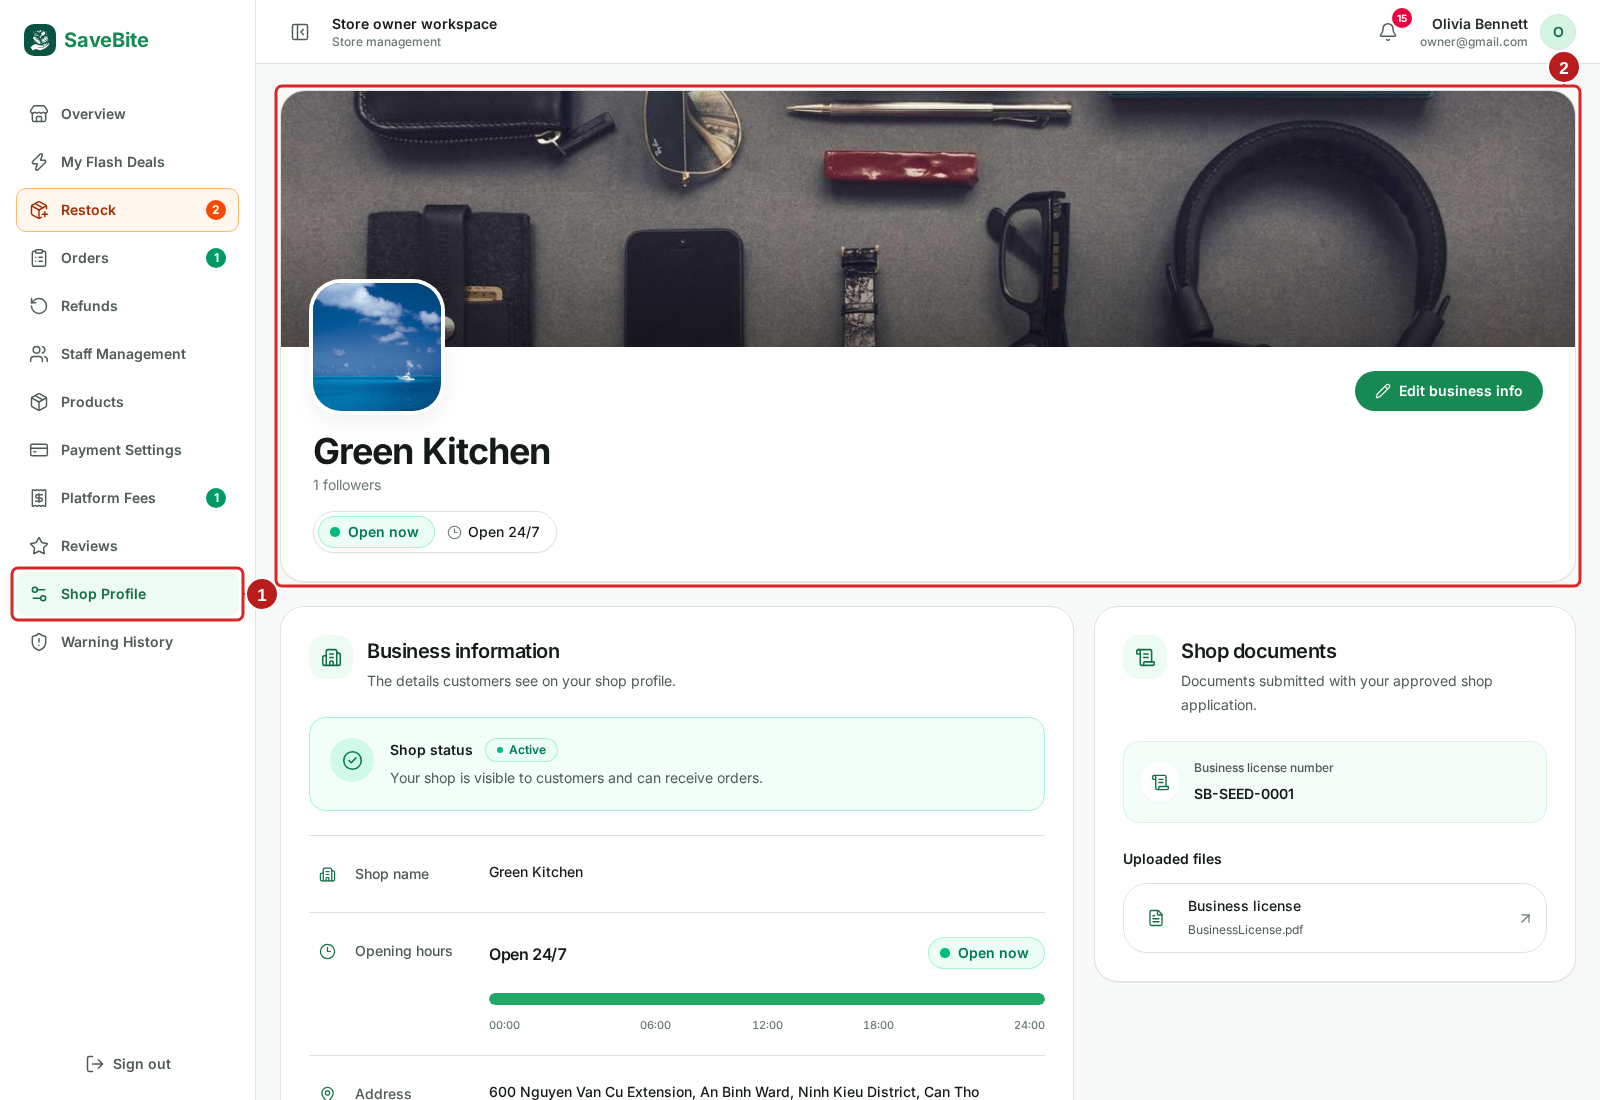 SaveBite
Overview
My Flash Deals
Restock
2
Orders
1
Refunds
Staff Management
Products
Payment Settings
Platform Fees
1
Reviews
Shop Profile
1
Warning History
Sign out
Store owner workspace
Store management
15
Olivia Bennett
owner@gmail.com
O
2
Edit business info
Green Kitchen
1 followers
Open now
Open 24/7
Business information
The details customers see on your shop profile.
Shop status
Active
Your shop is visible to customers and can receive orders.
Shop name
Green Kitchen
Opening hours
Open 24/7
Open now
00:00
06:00
12:00
18:00
24:00
Address
600 Nguyen Van Cu Extension, An Binh Ward, Ninh Kieu District, Can Tho
Shop documents
Documents submitted with your approved shop
application.
Business license number
SB-SEED-0001
Uploaded files
Business license
BusinessLicense.pdf